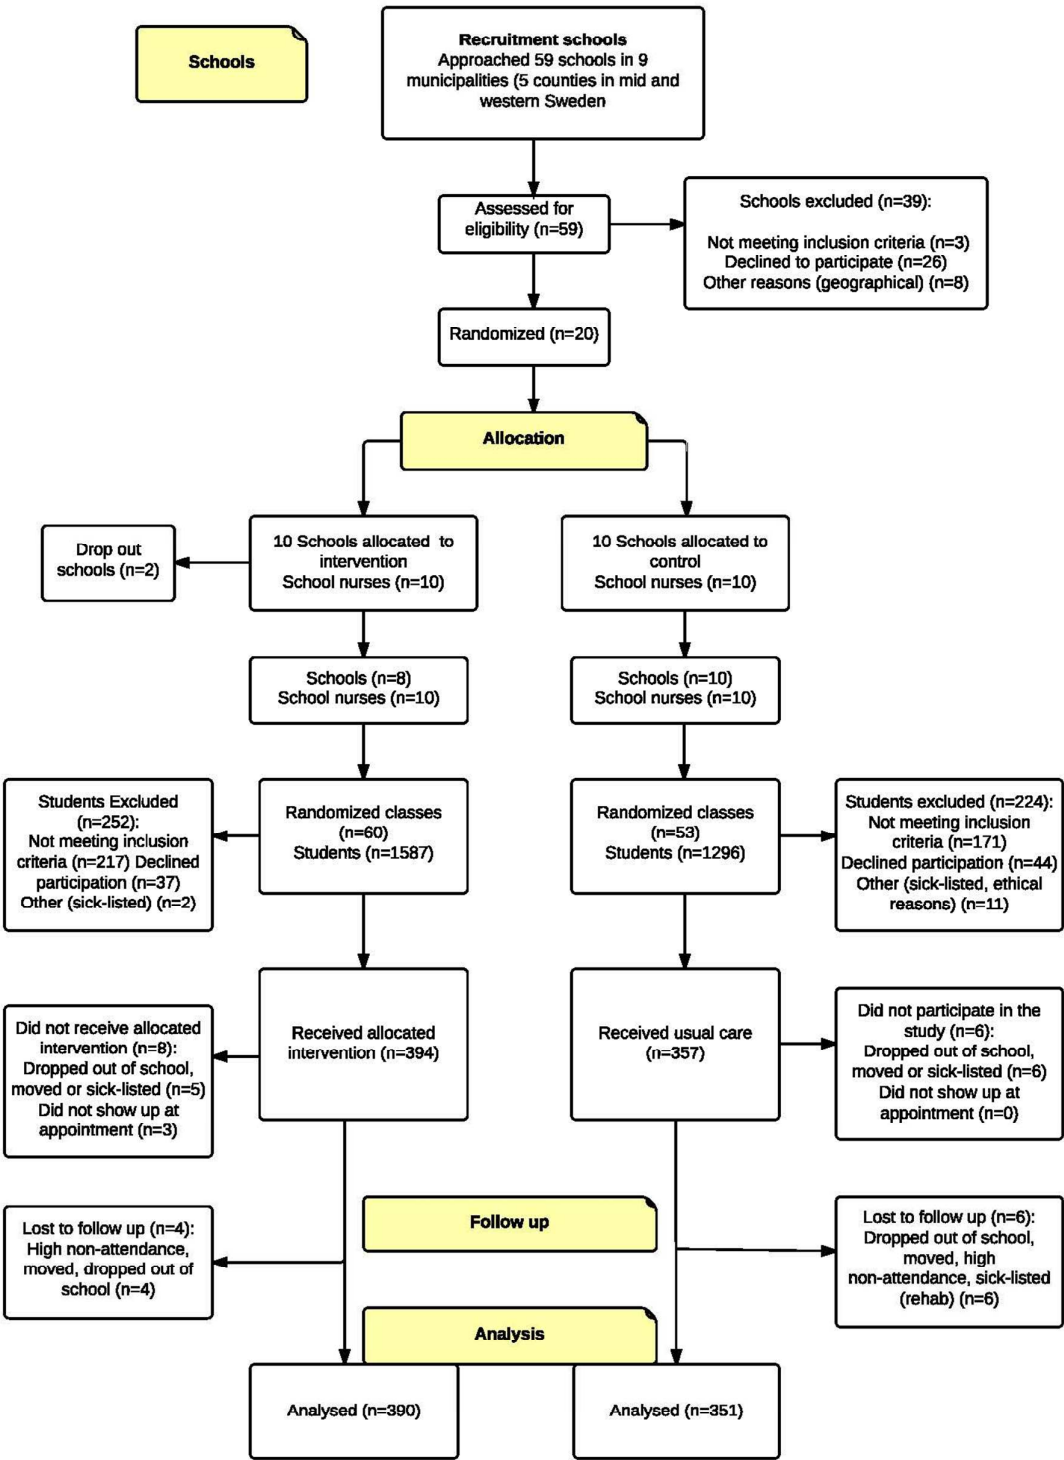 Schools
Recruitment schools
Approached 59 schools in 9
municipalities (5 counties in mid and
western Sweden
Assessed for
eligibility (n=59)
Schools excluded (n=39):
Not meeting inclusion criteria (n=3)
Declined to participate (n=26)
Other reasons (geographical) (n=8)
Randomized (n=20)
Allocation
Drop out
schools (n=2)
10 Schools allocated to
intervention
School nurses (n=10)
10 Schools allocated to
control
School nurses (n=10)
Schools (n=8)
School nurses (n=10)
Schools (n=10)
School nurses (n=10)
Students Excluded
(n=252):
Not meeting inclusion
criteria (n=217) Declined
participation (n=37)
Other (sick-listed) (n=2)
Randomized classes
(n=60)
Students (n=1587)
Randomized classes
(n=53)
Students (n=1296)
Students excluded (n=224):
Not meeting inclusion
criteria (n=171)
Declined participation (n=44)
Other (sick-listed, ethical
reasons) (n=11)
Did not receive allocated
intervention (n=8):
Dropped out of school,
moved or sick-listed (n=5)
Did not show up at
appointment (n=3)
Received allocated
intervention (n=394)
Received usual care
(n=357)
Did not participate in the
study (n=6):
Dropped out of school,
moved or sick-listed (n=6)
Did not show up at
appointment (n=0)
Lost to follow up (n=4):
High non-attendance,
moved, dropped out of
school (n=4)
Follow up
Lost to follow up (n=6):
Dropped out of school,
moved, high
non-attendance, sick-listed
(rehab) (n=6)
Analysis
Analysed (n=390)
Analysed (n=351)